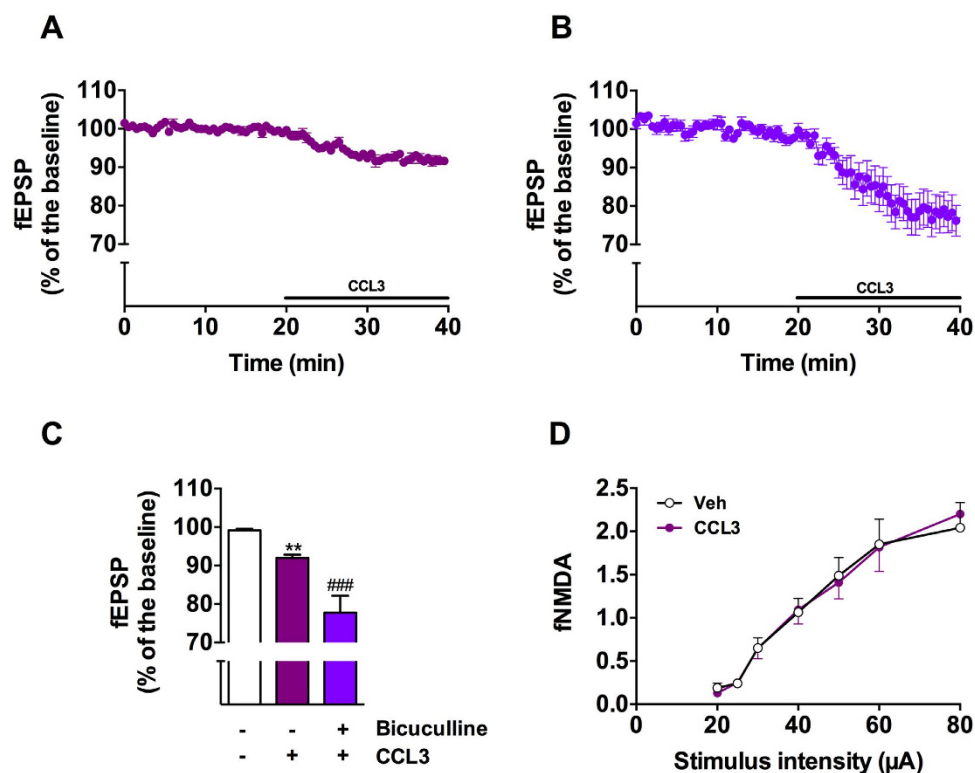 A
fEPSP
(% of the baseline)
110
100
90
80
70
CCL3
0 10 20 30 40
Time (min)
B
fEPSP
(% of the baseline)
110
100
90
80
70
CCL3
0 10 20 30 40
Time (min)
C
fEPSP
(% of the baseline)
110
100
90
80
70
**
###
- - + Bicuculline
- + + CCL3
D
fNMDA
2.5
2.0
1.5
1.0
0.5
0.0
Veh
CCL3
0 20 40 60 80
Stimulus intensity (µA)